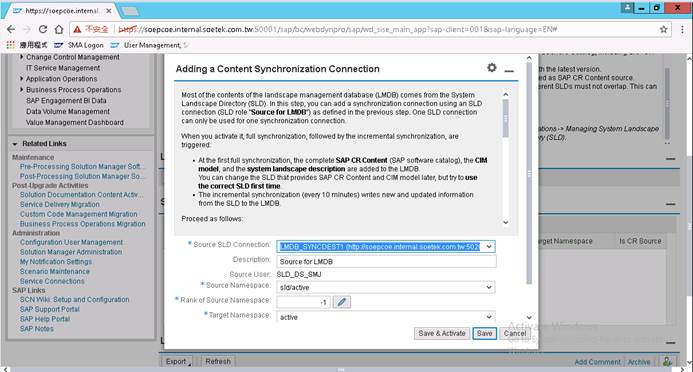 https://soepcoe.internal.soetek.com.tw
不安全
https://soepcoe.internal.soetek.com.tw:50001/sap/bc/webdynpro/sap/wd_sise_main_app?sap-client=001&sap-language=EN#
應用程式
SMA Logon
User Management,
Change Control Management
IT Service Management
Application Operations
Business Process Operations
SAP Engagement BI Data
Data Volume Management
Value Management Dashboard
Related Links
Maintenance
Pre-Processing Solution Manager Soft...
Post-Processing Solution Manager Sof...
Post-Upgrade Activities
Solution Documentation Content Activ...
Service Delivery Migration
Custom Code Management Migration
Business Process Operations Migration
Solution Administration
Configuration User Management
Solution Manager Administration
My Notification Settings
Scenario Maintenance
Service Connections
SAP Links
SCN Wiki: Setup and Configuration
SAP Support Portal
SAP Help Portal
SAP Notes
Adding a Content Synchronization Connection
Most of the contents of the landscape management database (LMDB) comes from the System
Landscape Directory (SLD). In this step, you can add a synchronization connection using an SLD
connection (SLD role "Source for LMDB") as defined in the previous step. One SLD connection
can only be used for one synchronization connection.
When you activate it, full synchronization, followed by the incremental synchronization, are
triggered:
At the first full synchronization, the complete SAP CR Content (SAP software catalog), the CIM
model, and the system landscape description are added to the LMDB.
You can change the SLD that provides SAP CR Content and CIM model later, but try to use
the correct SLD first time.
The incremental synchronization (every 10 minutes) writes new and updated information
from the SLD to the LMDB.
Proceed as follows:
* Source SLD Connection:
LMDB_SYNCDEST1 (http://soepcoe.internal.soetek.com.tw:502
Description:
Source for LMDB
Source User:
SLD_DS_SMJ
* Source Namespace:
sld/active
* Rank of Source Namespace:
-1
* Target Namespace:
active
Save & Activate
Save
Cancel
with the latest version.
ed as SAP CR Content source.
erent SLDs must not overlap. This can
ations -> Managing System Landscape
ry (SLD).
arget Namespace
Is CR Source
Activate Windows
Export
Refresh
Add Comment
Archive